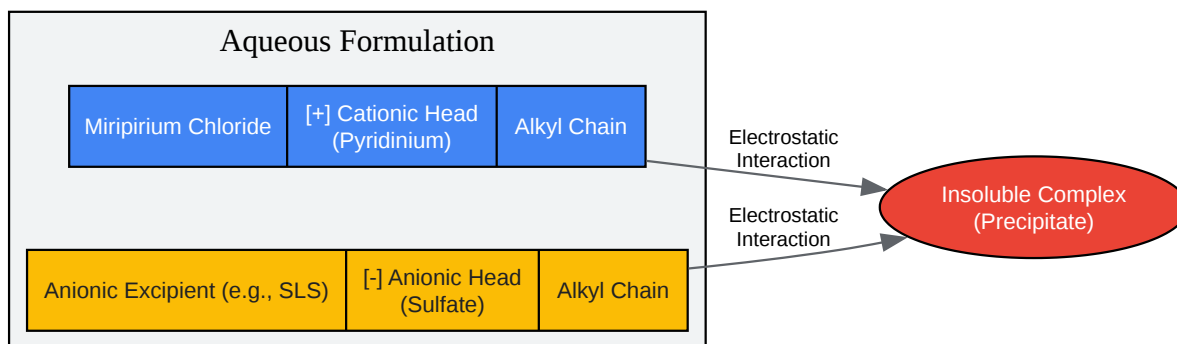 Aqueous Formulation
Miripirium Chloride
[+] Cationic Head
(Pyridinium)
Alkyl Chain
Electrostatic
Interaction
Insoluble Complex
(Precipitate)
Electrostatic
Interaction
Anionic Excipient (e.g., SLS)
[-] Anionic Head
(Sulfate)
Alkyl Chain